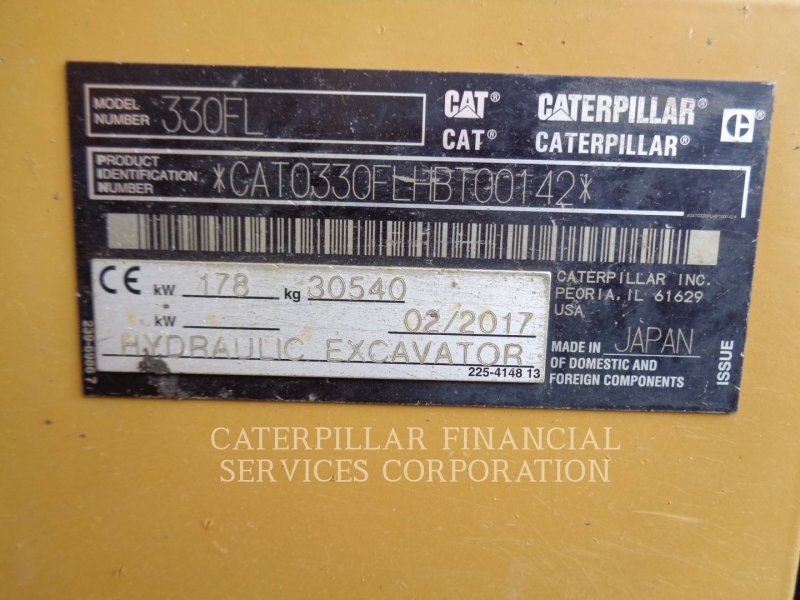 MODEL NUMBER 330FL
CAT® CATERPILLAR®
CAT® CATERPILLAR®
PRODUCT IDENTIFICATION NUMBER *CAT0330FLHBT00142*
CE kW 178 kg 30540
kW 02/2017
HYDRAULIC EXCAVATOR
225-4148 13
CATERPILLAR INC.
PEORIA, IL 61629
USA
MADE IN JAPAN
OF DOMESTIC AND
FOREIGN COMPONENTS
ISSUE
CATERPILLAR FINANCIAL
SERVICES CORPORATION